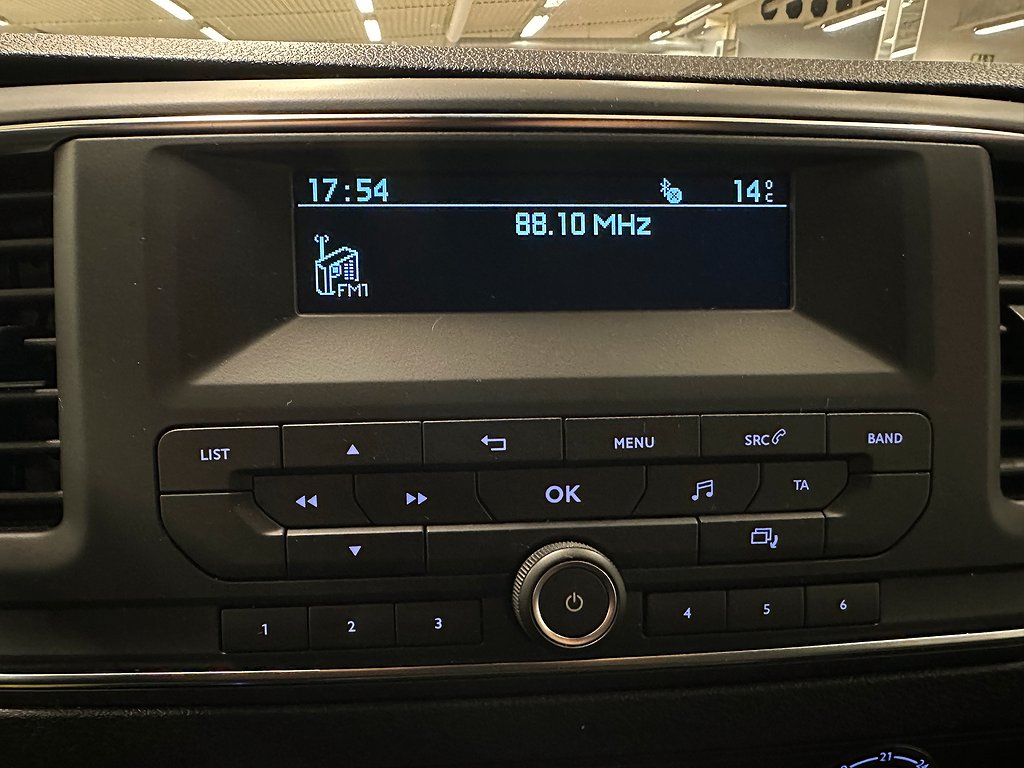 17:54 14°C
88.10 MHz
FM1
LIST MENU SRC BAND
OK TA
1 2 3 4 5 6
21 24